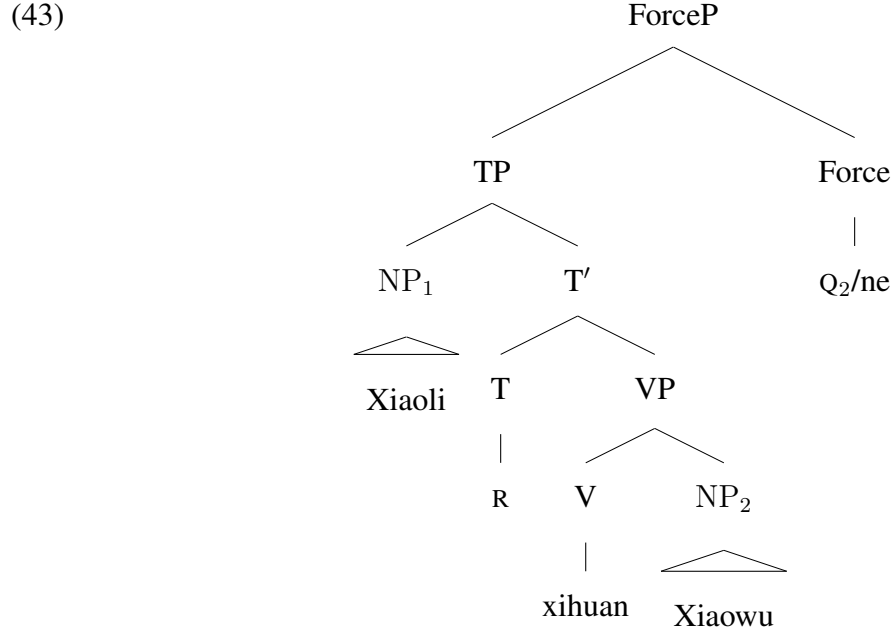 (43) ForceP
TP Force
NP₁ T′ Q₂/ne
Xiaoli T VP
R V NP₂
xihuan Xiaowu